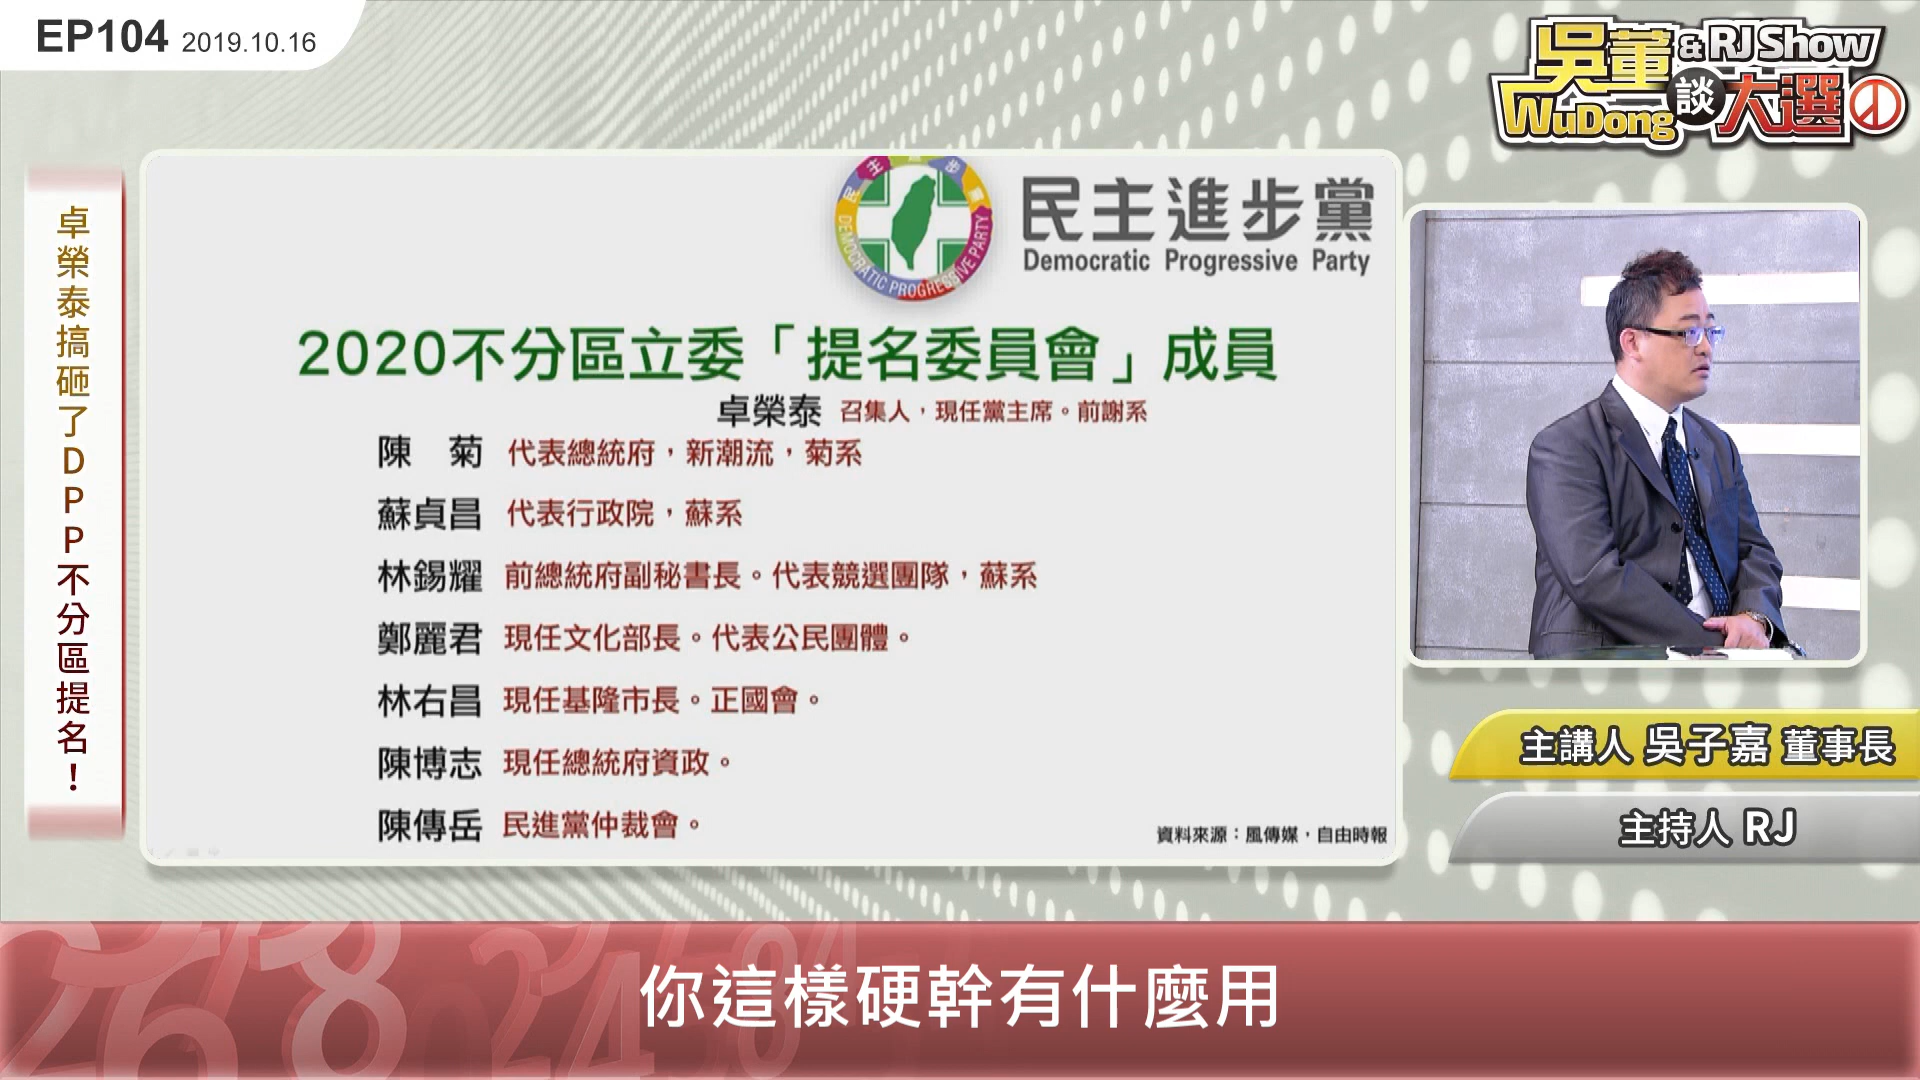 EP104 2019.10.16
吳董 & RJ Show
WuDong 談 大選
卓榮泰搞砸了DPP不分區提名！
民主進步黨
DEMOCRATIC PROGRESSIVE PARTY
民主進步黨
Democratic Progressive Party
2020不分區立委「提名委員會」成員
卓榮泰 召集人，現任黨主席。前謝系
陳 菊 代表總統府，新潮流，菊系
蘇貞昌 代表行政院，蘇系
林錫耀 前總統府副秘書長。代表競選團隊，蘇系
鄭麗君 現任文化部長。代表公民團體。
林右昌 現任基隆市長。正國會。
陳博志 現任總統府資政。
陳傳岳 民進黨仲裁會。
資料來源：風傳媒，自由時報
主講人 吳子嘉 董事長
主持人 RJ
你這樣硬幹有什麼用